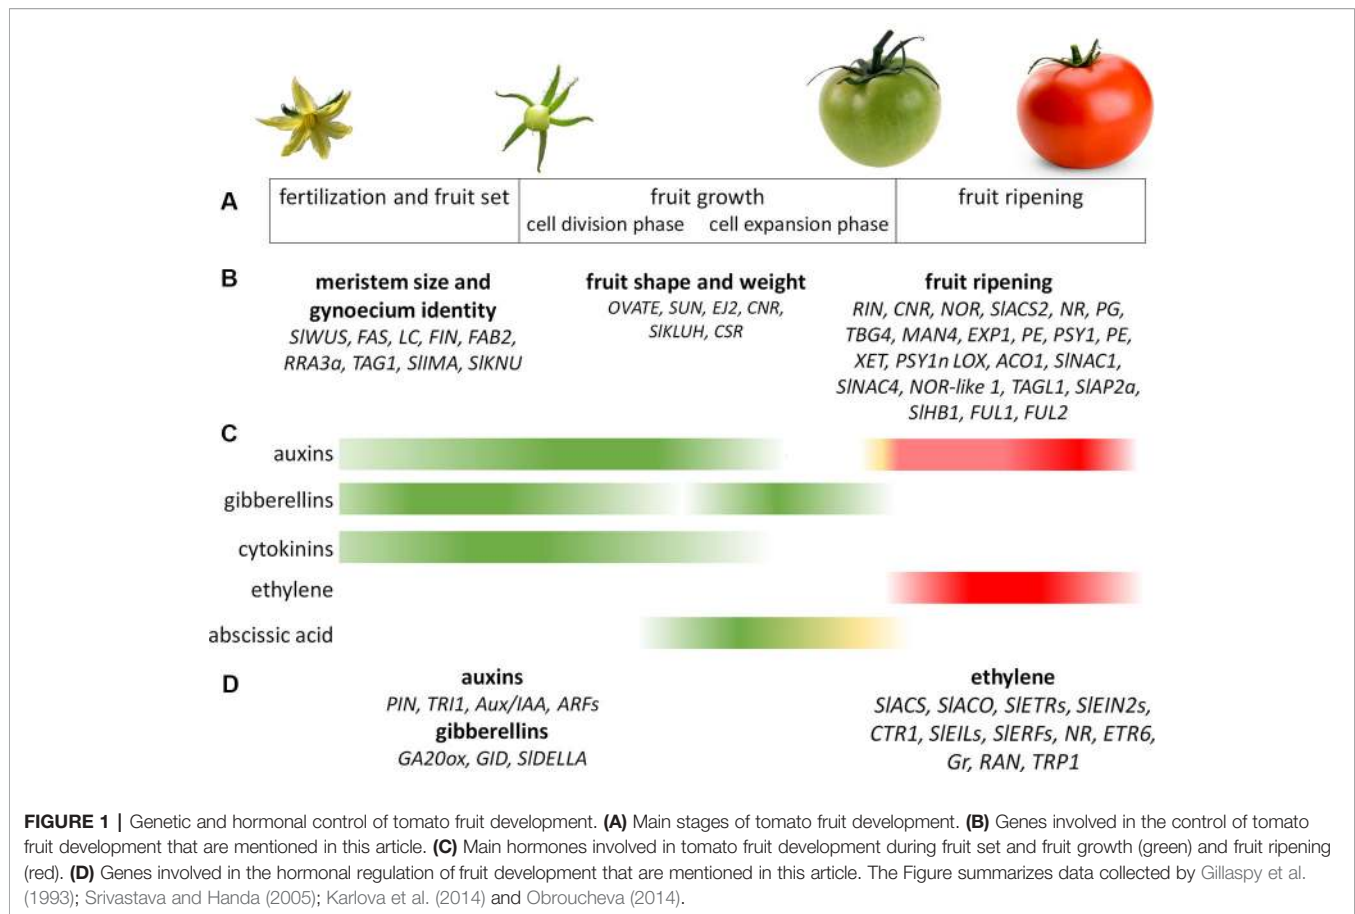 A
fertilization and fruit set
fruit growth
cell division phase cell expansion phase
fruit ripening
B
meristem size and
gynoecium identity
SlWUS, FAS, LC, FIN, FAB2,
RRA3a, TAG1, SlIMA, SlKNU
fruit shape and weight
OVATE, SUN, EJ2, CNR,
SlKLUH, CSR
fruit ripening
RIN, CNR, NOR, SlACS2, NR, PG,
TBG4, MAN4, EXP1, PE, PSY1, PE,
XET, PSY1n LOX, ACO1, SlNAC1,
SlNAC4, NOR-like 1, TAGL1, SlAP2a,
SlHB1, FUL1, FUL2
C
auxins
gibberellins
cytokinins
ethylene
abscissic acid
D
auxins
PIN, TRI1, Aux/IAA, ARFs
gibberellins
GA20ox, GID, SlDELLA
ethylene
SlACS, SlACO, SlETRs, SlEIN2s,
CTR1, SlEILs, SlERFs, NR, ETR6,
Gr, RAN, TRP1
FIGURE 1 | Genetic and hormonal control of tomato fruit development. (A) Main stages of tomato fruit development. (B) Genes involved in the control of tomato
fruit development that are mentioned in this article. (C) Main hormones involved in tomato fruit development during fruit set and fruit growth (green) and fruit ripening
(red). (D) Genes involved in the hormonal regulation of fruit development that are mentioned in this article. The Figure summarizes data collected by Gillaspy et al.
(1993); Srivastava and Handa (2005); Karlova et al. (2014) and Obroucheva (2014).